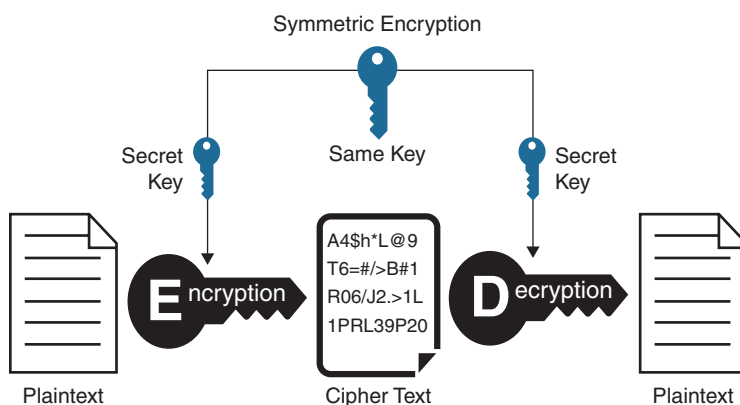 Symmetric Encryption
Secret
Key
Same Key
Secret
Key
Encryption
A4$h*L@9
T6=#/>B#1
R06/J2.>1L
1PRL39P20
Decryption
Plaintext
Cipher Text
Plaintext